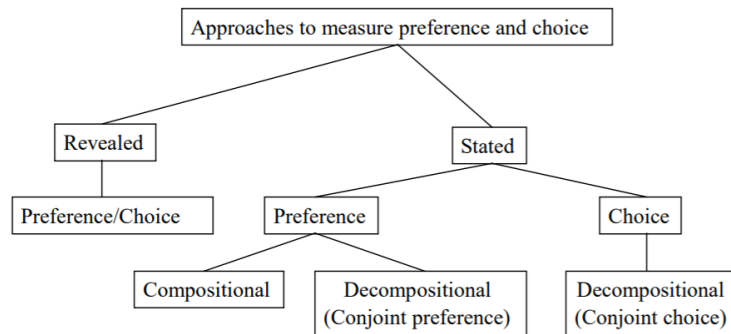 Approaches to measure preference and choice
Revealed
Stated
Preference/Choice
Preference
Choice
Compositional
Decompositional
(Conjoint preference)
Decompositional
(Conjoint choice)